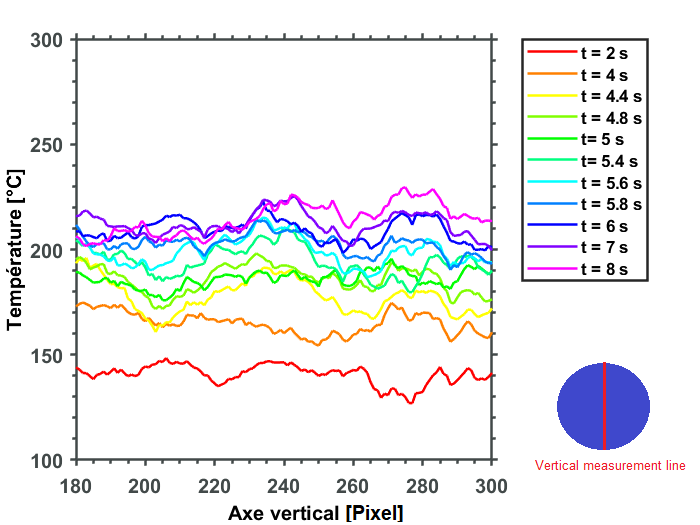 300
250
200
150
100
Température [°C]
180
200
220
240
260
280
300
Axe vertical [Pixel]
t = 2 s
t = 4 s
t = 4.4 s
t = 4.8 s
t= 5 s
t = 5.4 s
t = 5.6 s
t = 5.8 s
t = 6 s
t = 7 s
t = 8 s
Vertical measurement line